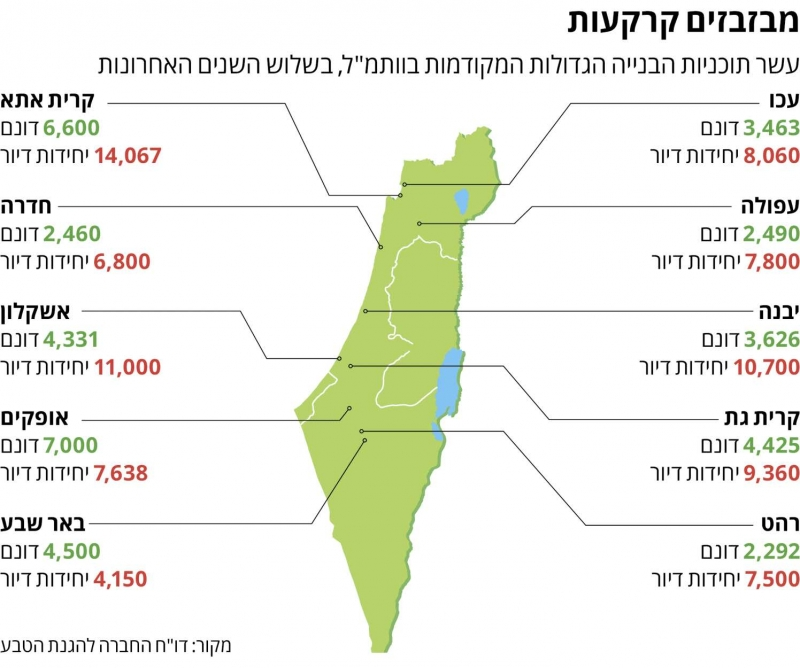 מבזבזים קרקעות
עשר תוכניות הבנייה הגדולות המקודמות בוותמ"ל, בשלוש השנים האחרונות
עכו
3,463 דונם
8,060 יחידות דיור
עפולה
2,490 דונם
7,800 יחידות דיור
יבנה
3,626 דונם
10,700 יחידות דיור
קרית גת
4,425 דונם
9,360 יחידות דיור
רהט
2,292 דונם
7,500 יחידות דיור
קרית אתא
6,600 דונם
14,067 יחידות דיור
חדרה
2,460 דונם
6,800 יחידות דיור
אשקלון
4,331 דונם
11,000 יחידות דיור
אופקים
7,000 דונם
7,638 יחידות דיור
באר שבע
4,500 דונם
4,150 יחידות דיור
מקור: דו"ח החברה להגנת הטבע